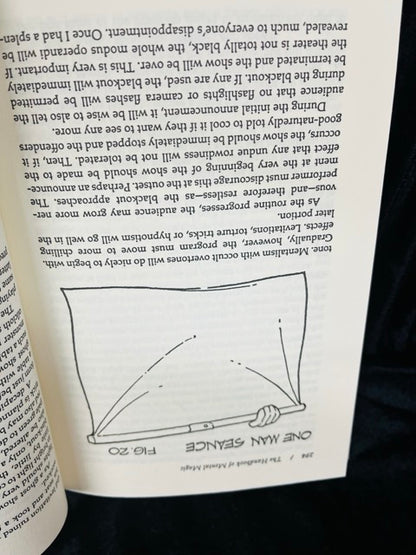 294 / The Handbook of Mental Magic
ONE MAN SEANCE FIG. 20
tone. Mentalism with occult overtones will do nicely to begin with.
Gradually, however, the program must move to more chilling
effects. Levitations, torture tricks, or hypnotism will go well in the
later portion.
As the routine progresses, the audience may grow more ner-
vous—and therefore restless—as the blackout approaches. The
performer must discourage this at the outset. Perhaps an announce-
ment at the very beginning of the show should be made to the
effect that any undue rowdiness will not be tolerated. Then, if it
occurs, the show should be immediately stopped and the offenders
good-naturedly told to cool it if they want to see any more.
During the initial announcement, it will be wise to also tell the
audience that no flashlights or camera flashes will be permitted
during the blackout. If any are used, the blackout will immediately
be terminated and the show will be over. This is very important. If
the theater is not totally black, the whole modus operandi will be
revealed, much to everyone's disappointment. Once I had a splen-